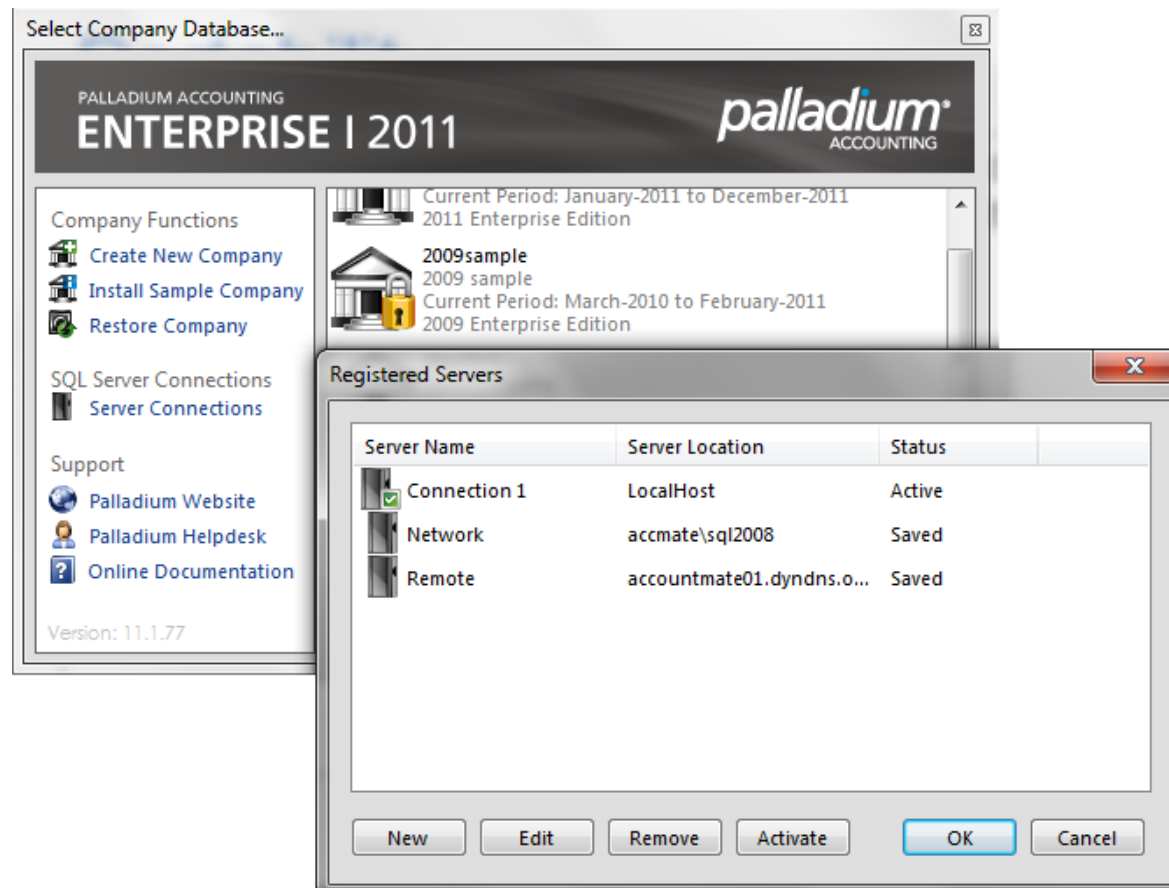 Select Company Database...
PALLADIUM ACCOUNTING
ENTERPRISE | 2011
palladium
ACCOUNTING
Company Functions
Create New Company
Install Sample Company
Restore Company
SQL Server Connections
Server Connections
Support
Palladium Website
Palladium Helpdesk
Online Documentation
Version: 11.1.77
Current Period: January-2011 to December-2011
2011 Enterprise Edition
2009sample
2009 sample
Current Period: March-2010 to February-2011
2009 Enterprise Edition
Registered Servers
Server Name Server Location Status
Connection 1 LocalHost Active
Network accmate\sql2008 Saved
Remote accountmate01.dyndns.o... Saved
New Edit Remove Activate OK Cancel